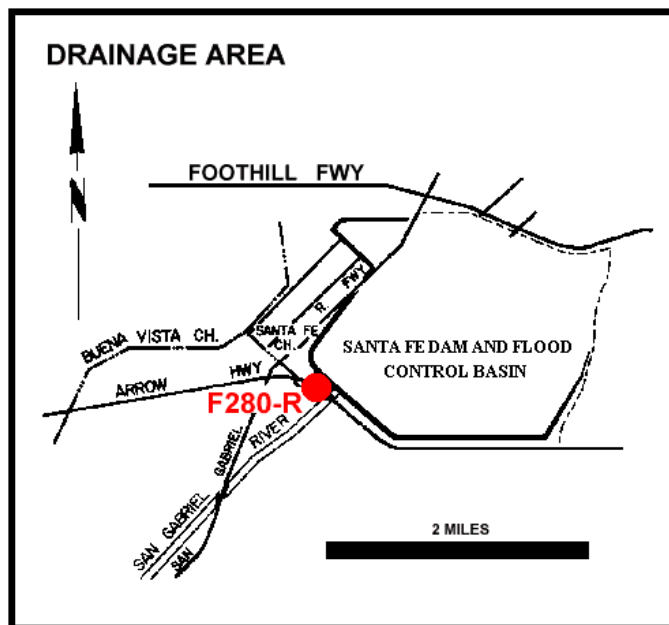 DRAINAGE AREA
N
FOOTHILL FWY
BUENA VISTA CH.
SANTA FE
CH.
R. FWY
SANTA FE DAM AND FLOOD
CONTROL BASIN
ARROW HWY
F280-R
SAN GABRIEL RIVER
SAN GABRIEL
2 MILES